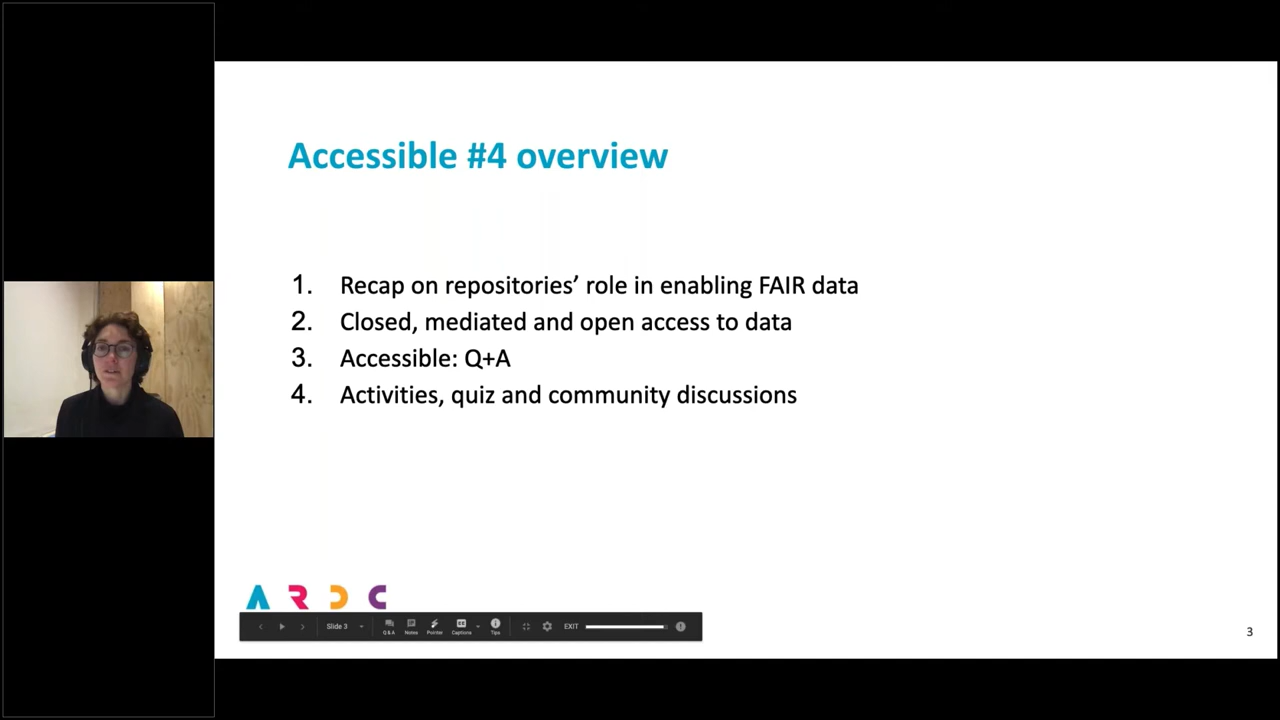 Accessible #4 overview
1. Recap on repositories’ role in enabling FAIR data
2. Closed, mediated and open access to data
3. Accessible: Q+A
4. Activities, quiz and community discussions
ARDC
Slide 3
Q&A Notes Pointer Captions Tips
EXIT
3